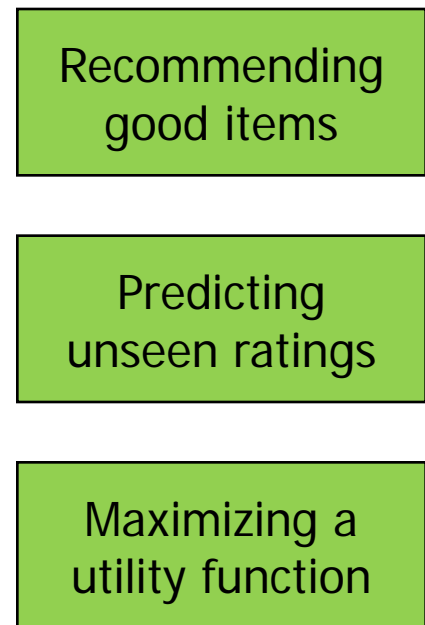 Recommending
good items
Predicting
unseen ratings
Maximizing a
utility function